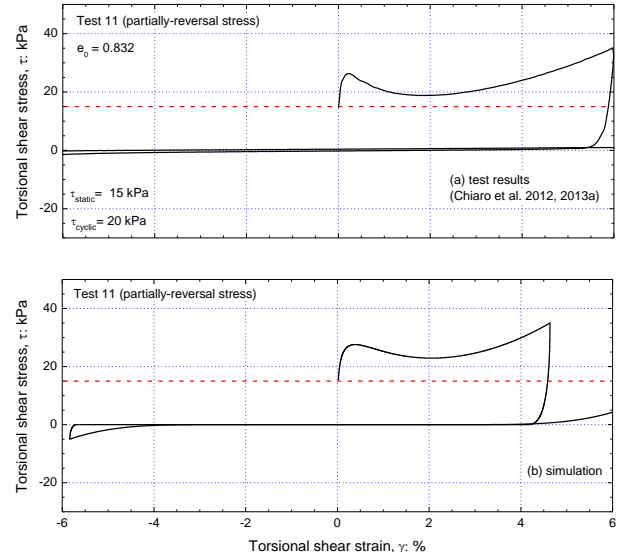 Test 11 (partially-reversal stress)
e0 = 0.832
40
20
0
-20
Torsional shear stress, τ: kPa
τstatic= 15 kPa
τcyclic= 20 kPa
(a) test results
(Chiaro et al. 2012, 2013a)
Test 11 (partially-reversal stress)
40
20
0
-20
Torsional shear stress, τ: kPa
(b) simulation
-6 -4 -2 0 2 4 6
Torsional shear strain, γ: %